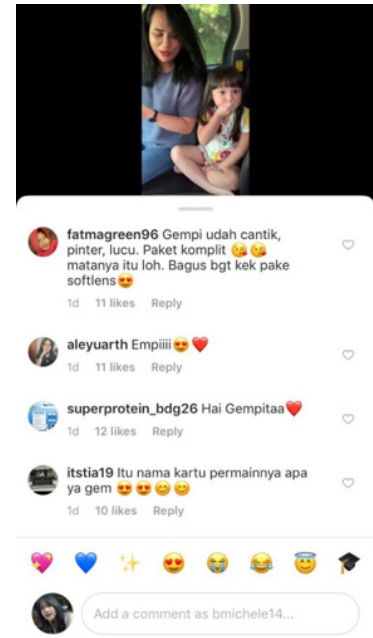 fatmagreen96 Gempi udah cantik,
pinter, lucu. Paket komplit 😘😘
matanya itu loh. Bagus bgt kek pake
softlens😍
1d 11 likes Reply
aleyuarth Empiiii😍❤️
1d 11 likes Reply
superprotein_bdg26 Hai Gempitaa❤️
1d 12 likes Reply
itstia19 Itu nama kartu permainnya apa
ya gem 😍😍😊😊
1d 10 likes Reply
💖 💙 ✨ 😍 😭 😂 😇 🎓
Add a comment as bmichele14...